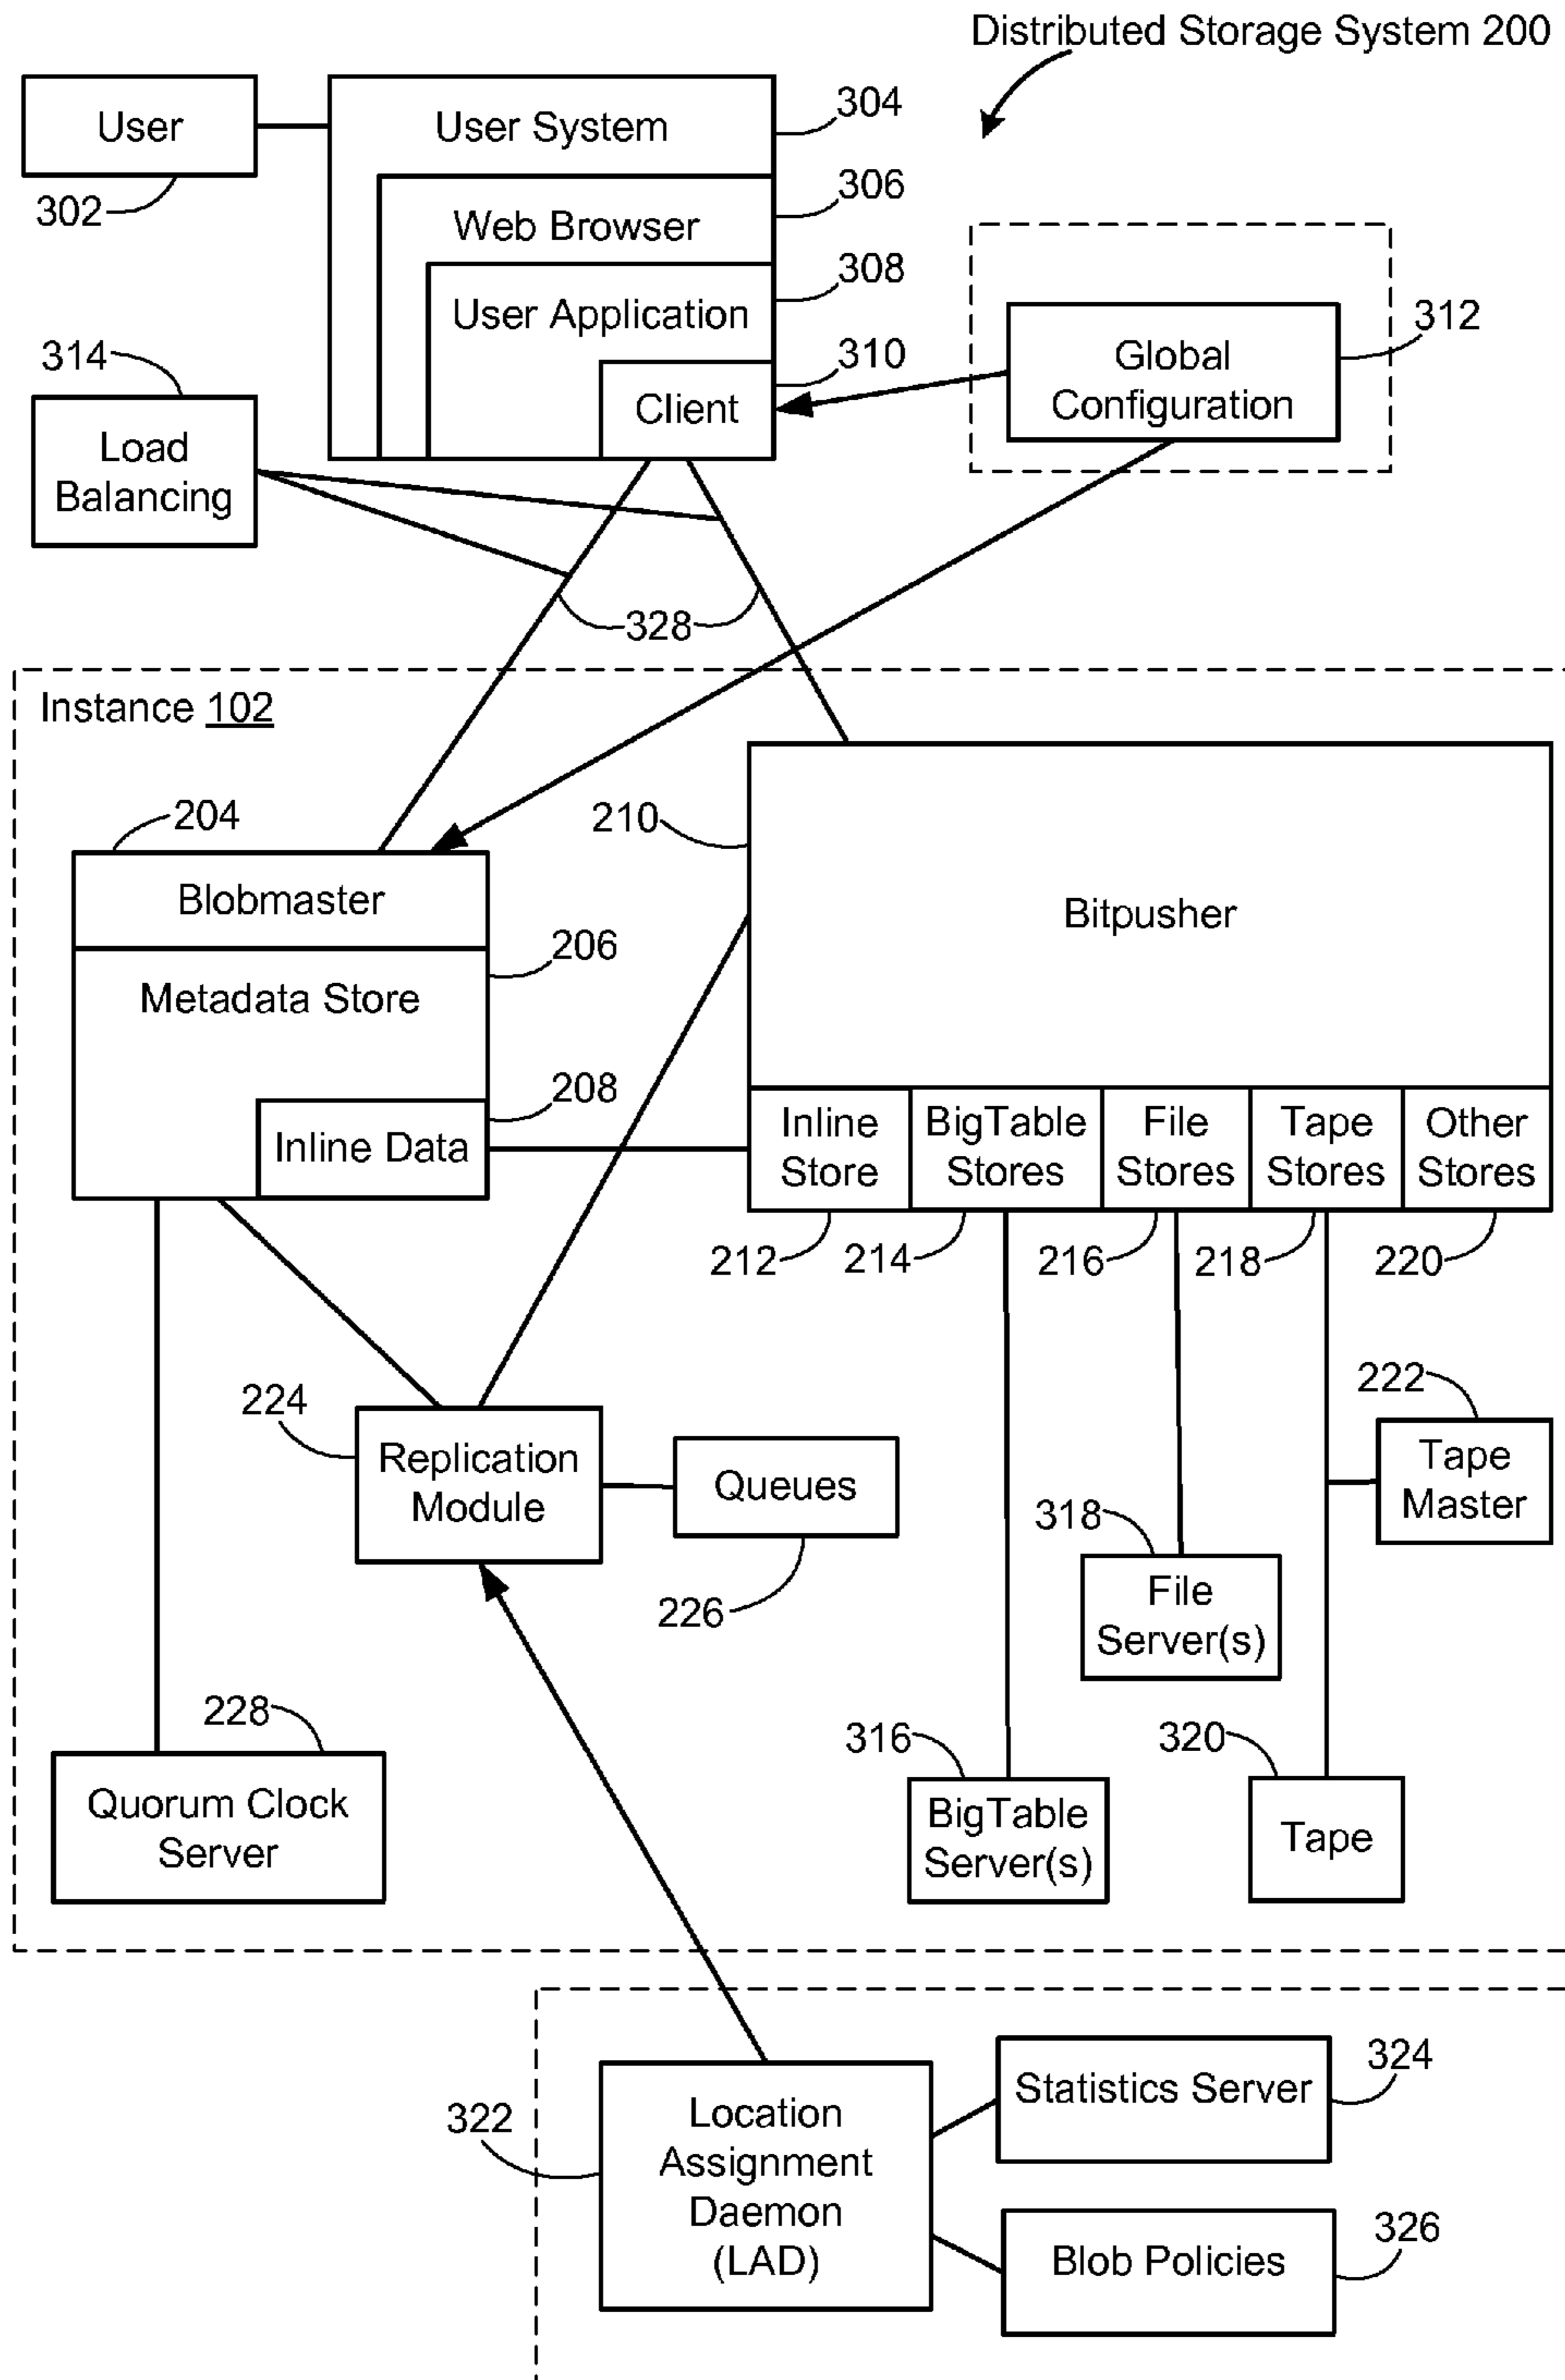 Distributed Storage System 200
User
302
User System
304
Web Browser
306
User Application
308
Client
310
Global
Configuration
312
314
Load
Balancing
328
Instance 102
204
Blobmaster
206
Metadata Store
208
Inline Data
210
Bitpusher
Inline
Store
BigTable
Stores
File
Stores
Tape
Stores
Other
Stores
212
214
216
218
220
224
Replication
Module
Queues
226
222
Tape
Master
318
File
Server(s)
228
Quorum Clock
Server
316
BigTable
Server(s)
320
Tape
322
Location
Assignment
Daemon
(LAD)
Statistics Server
324
Blob Policies
326